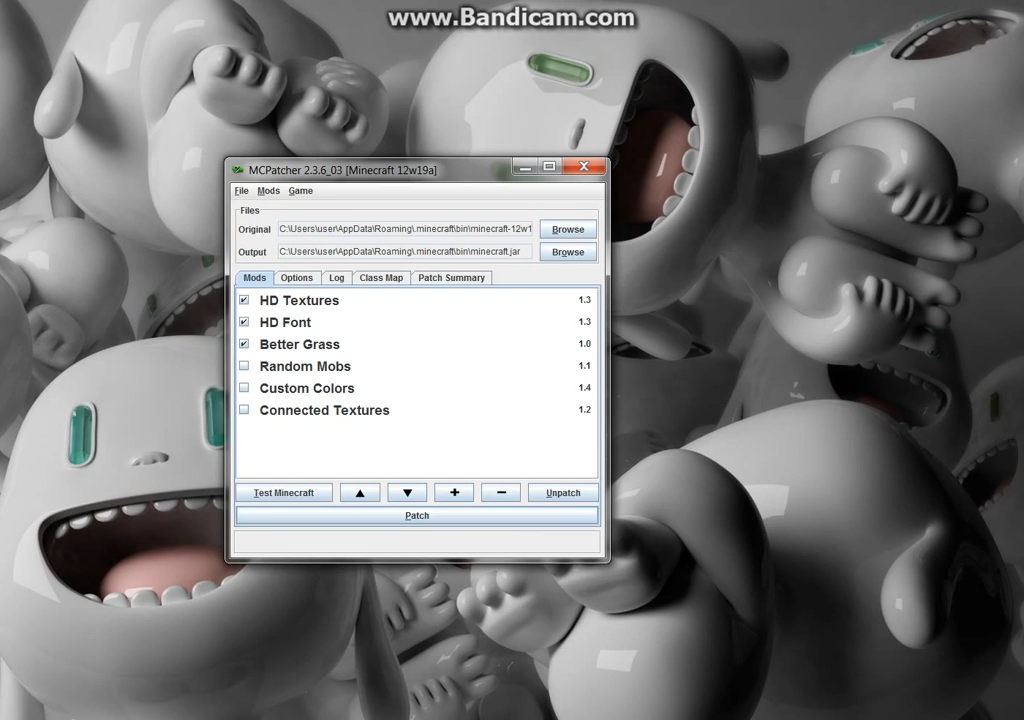 www.Bandicam.com
MCPatcher 2.3.6_03 [Minecraft 12w19a]
File Mods Game
Files
Original C:\Users\user\AppData\Roaming\.minecraft\bin\minecraft-12w1 Browse
Output C:\Users\user\AppData\Roaming\.minecraft\bin\minecraft.jar Browse
Mods Options Log Class Map Patch Summary
HD Textures 1.3
HD Font 1.3
Better Grass 1.0
Random Mobs 1.1
Custom Colors 1.4
Connected Textures 1.2
Test Minecraft ▲ ▼ + − Unpatch
Patch